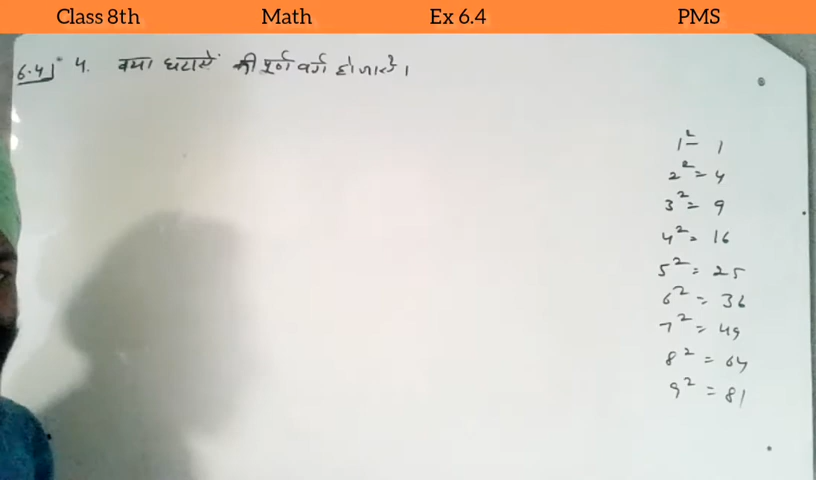 Class 8th Math Ex 6.4 PMS
6.4) 4. क्या घटायें की पूर्ण वर्ग हो जाये।
1² = 1
2² = 4
3² = 9
4² = 16
5² = 25
6² = 36
7² = 49
8² = 64
9² = 81